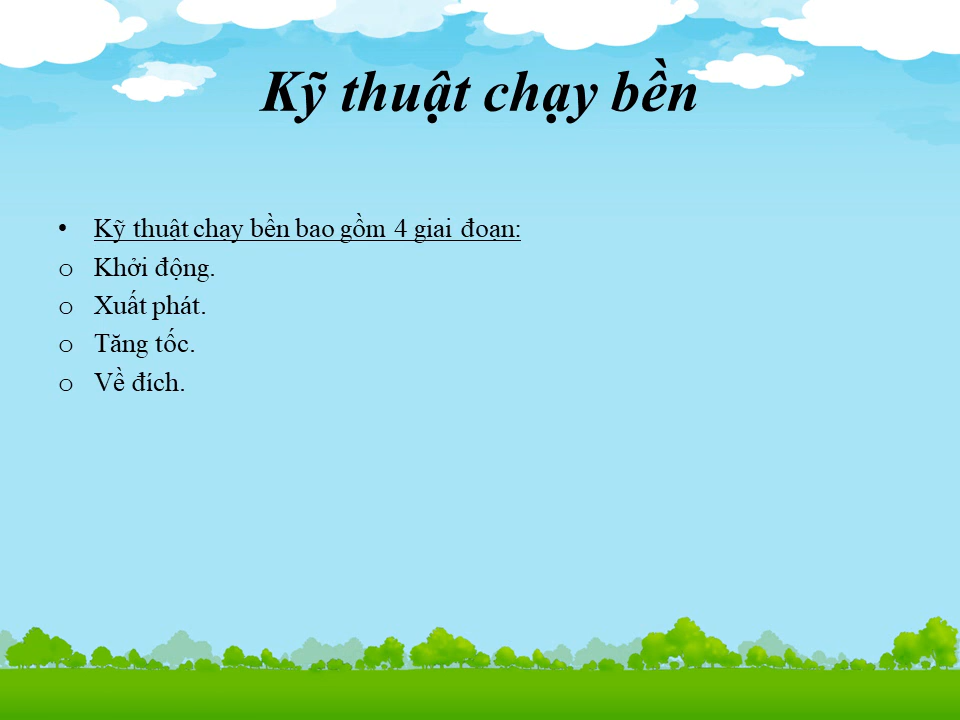 Kỹ thuật chạy bền
• Kỹ thuật chạy bền bao gồm 4 giai đoạn:
o Khởi động.
o Xuất phát.
o Tăng tốc.
o Về đích.